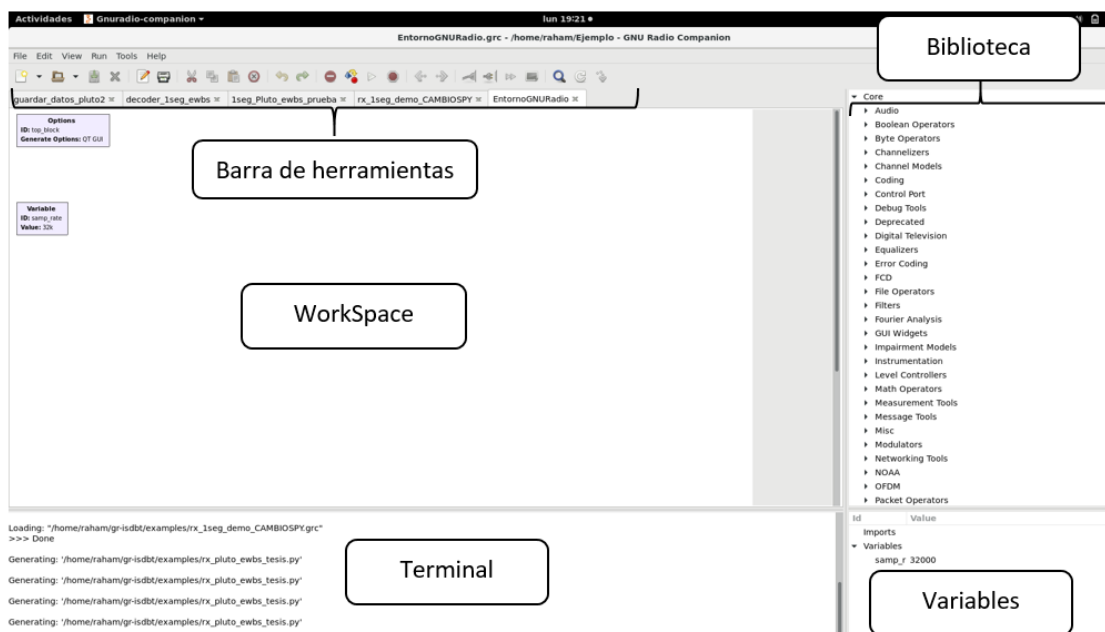 Actividades Gnuradio-companion lun 19:21
EntornoGNURadio.grc - /home/raham/Ejemplo - GNU Radio Companion
File Edit View Run Tools Help
guardar_datos_pluto2 decoder_1seg_ewbs 1seg_Pluto_ewbs_prueba rx_1seg_demo_CAMBIOSPY EntornoGNURadio
Barra de herramientas
Options
ID: top_block
Generate Options: QT GUI
Variable
ID: samp_rate
Value: 32k
WorkSpace
Biblioteca
Core
Audio
Boolean Operators
Byte Operators
Channelizers
Channel Models
Coding
Control Port
Debug Tools
Deprecated
Digital Television
Equalizers
Error Coding
FCD
File Operators
Filters
Fourier Analysis
GUI Widgets
Impairment Models
Instrumentation
Level Controllers
Math Operators
Measurement Tools
Message Tools
Misc
Modulators
Networking Tools
NOAA
OFDM
Packet Operators
Loading: "/home/raham/gr-isdbt/examples/rx_1seg_demo_CAMBIOSPY.grc"
>>> Done
Generating: '/home/raham/gr-isdbt/examples/rx_pluto_ewbs_tesis.py'
Generating: '/home/raham/gr-isdbt/examples/rx_pluto_ewbs_tesis.py'
Generating: '/home/raham/gr-isdbt/examples/rx_pluto_ewbs_tesis.py'
Generating: '/home/raham/gr-isdbt/examples/rx_pluto_ewbs_tesis.py'
Terminal
Id Value
Imports
Variables
samp_r 32000
Variables